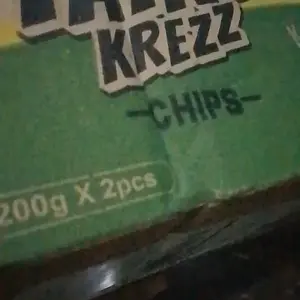 KREZZ
-CHIPS-
200g X 2pcs